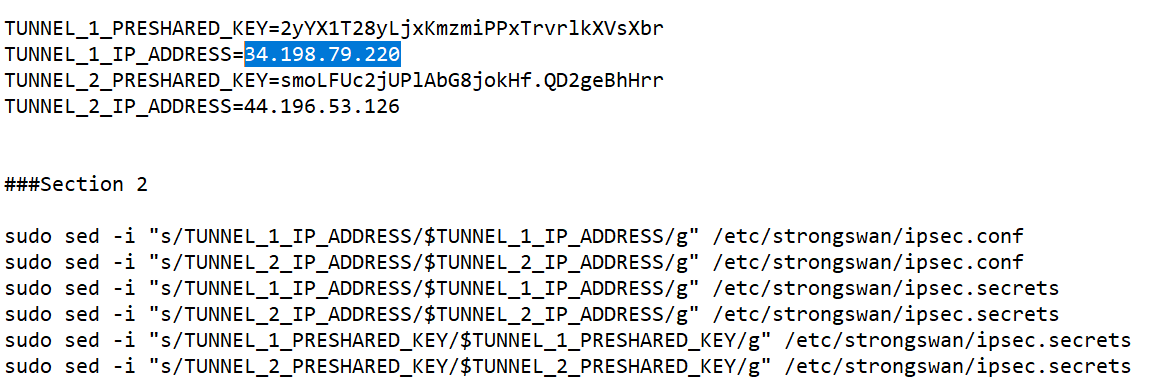 TUNNEL_1_PRESHARED_KEY=2yYX1T28yLjxKmzmiPPxTrvrlkXVsXbr
TUNNEL_1_IP_ADDRESS=34.198.79.220
TUNNEL_2_PRESHARED_KEY=smoLFUc2jUPlAbG8jokHf.QD2geBhHrr
TUNNEL_2_IP_ADDRESS=44.196.53.126
###Section 2
sudo sed -i "s/TUNNEL_1_IP_ADDRESS/$TUNNEL_1_IP_ADDRESS/g" /etc/strongswan/ipsec.conf
sudo sed -i "s/TUNNEL_2_IP_ADDRESS/$TUNNEL_2_IP_ADDRESS/g" /etc/strongswan/ipsec.conf
sudo sed -i "s/TUNNEL_1_IP_ADDRESS/$TUNNEL_1_IP_ADDRESS/g" /etc/strongswan/ipsec.secrets
sudo sed -i "s/TUNNEL_2_IP_ADDRESS/$TUNNEL_2_IP_ADDRESS/g" /etc/strongswan/ipsec.secrets
sudo sed -i "s/TUNNEL_1_PRESHARED_KEY/$TUNNEL_1_PRESHARED_KEY/g" /etc/strongswan/ipsec.secrets
sudo sed -i "s/TUNNEL_2_PRESHARED_KEY/$TUNNEL_2_PRESHARED_KEY/g" /etc/strongswan/ipsec.secrets